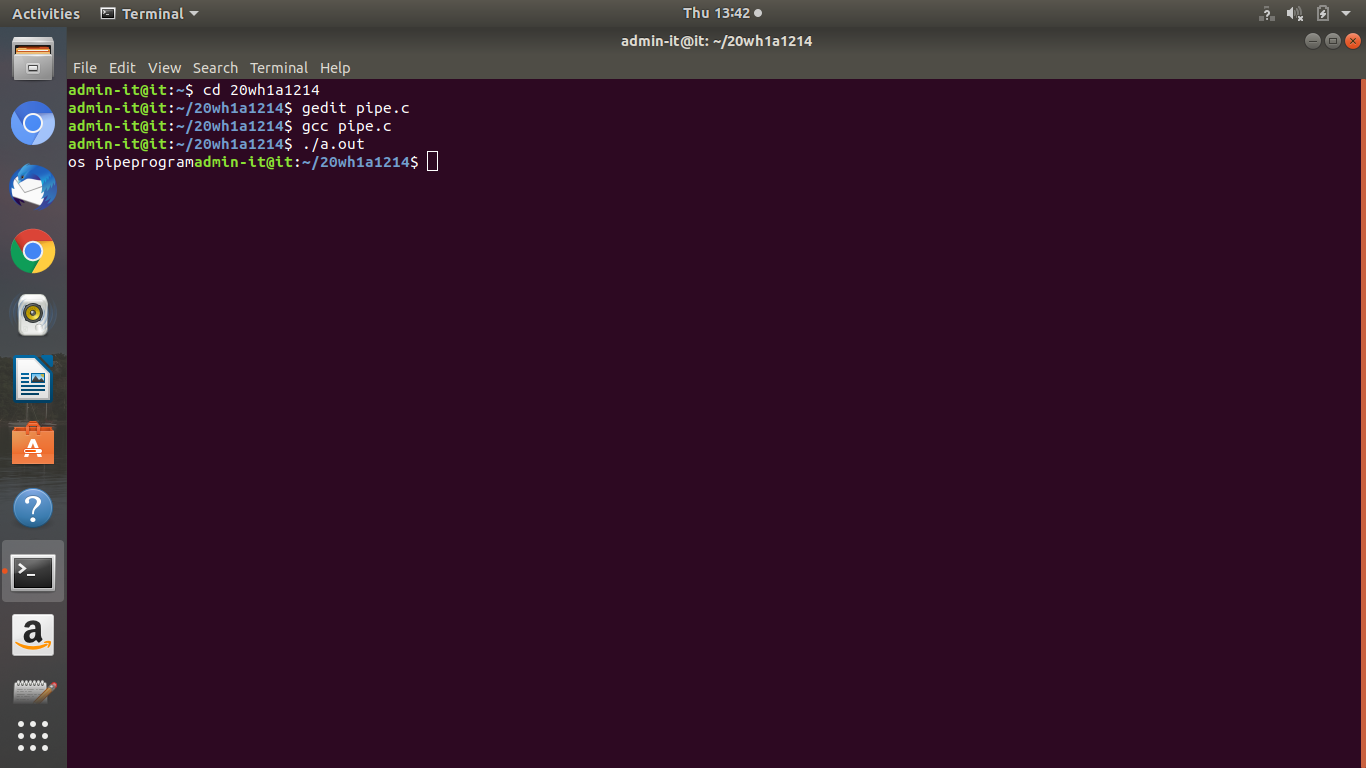 Activities Terminal Thu 13:42
admin-it@it: ~/20wh1a1214
File Edit View Search Terminal Help
admin-it@it:~$ cd 20wh1a1214
admin-it@it:~/20wh1a1214$ gedit pipe.c
admin-it@it:~/20wh1a1214$ gcc pipe.c
admin-it@it:~/20wh1a1214$ ./a.out
os pipeprogramadmin-it@it:~/20wh1a1214$